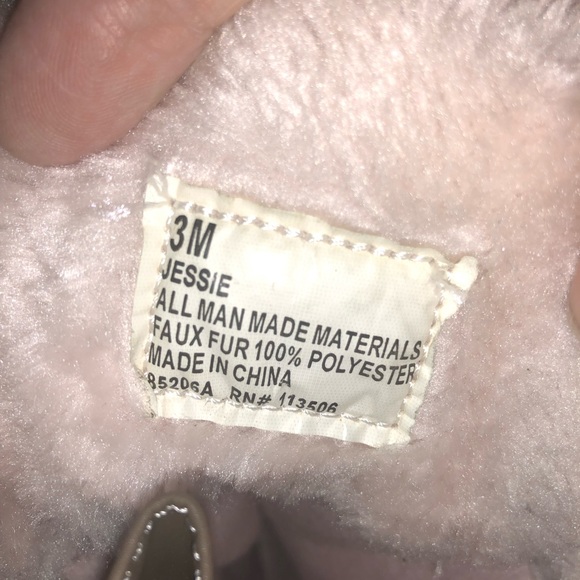 3M
JESSIE
ALL MAN MADE MATERIALS
FAUX FUR 100% POLYESTER
MADE IN CHINA
85206A RN# 113506